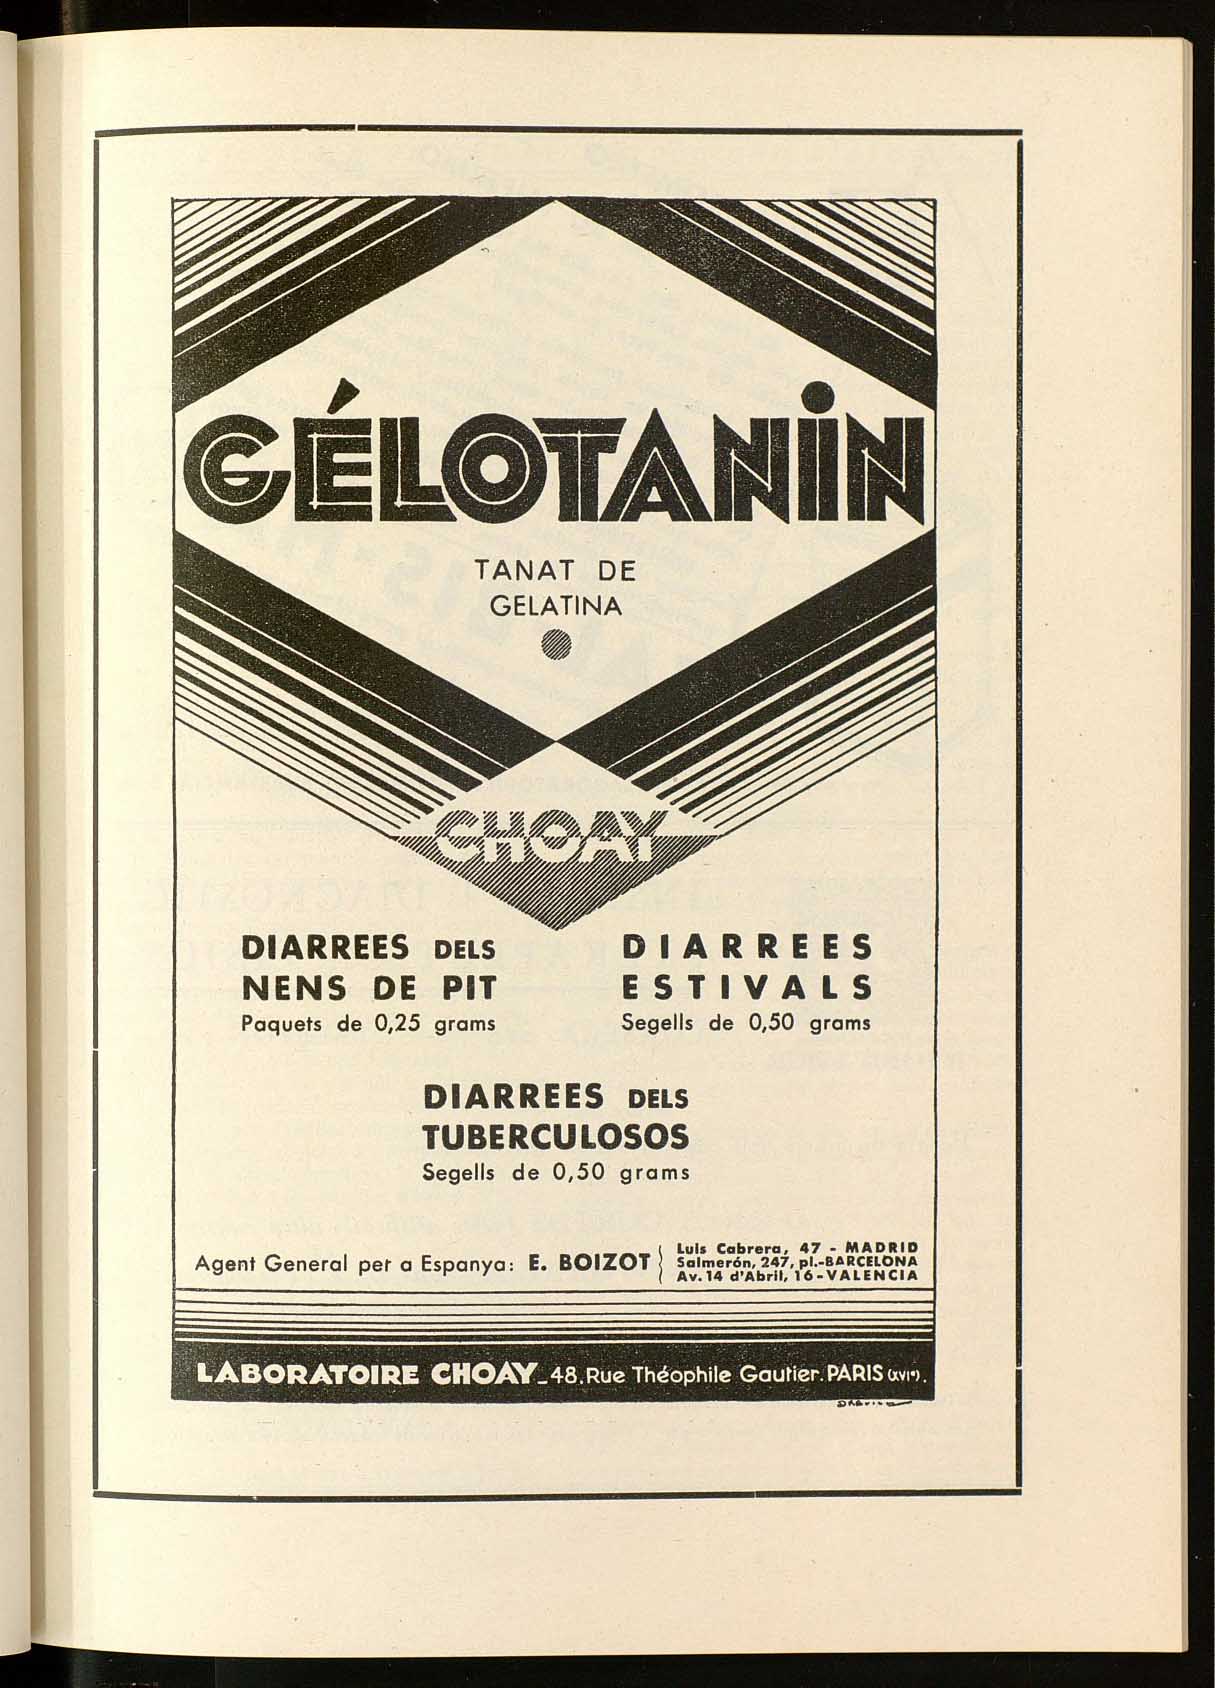 GÉLOTANIN
TANAT DE
GELATINA
CHOAY
DIARREES DELS
NENS DE PIT
Paquets de 0,25 grams
DIARREES
ESTIVALS
Segells de 0,50 grams
DIARREES DELS
TUBERCULOSOS
Segells de 0,50 grams
Agent General per a Espanya: E. BOIZOT
Luis Cabrera, 47 - MADRID
Salmerón, 247, pl.-BARCELONA
Av. 14 d'Abril, 16-VALENCIA
LABORATOIRE CHOAY_48.Rue Théophile Gautier.PARIS (XVIe).